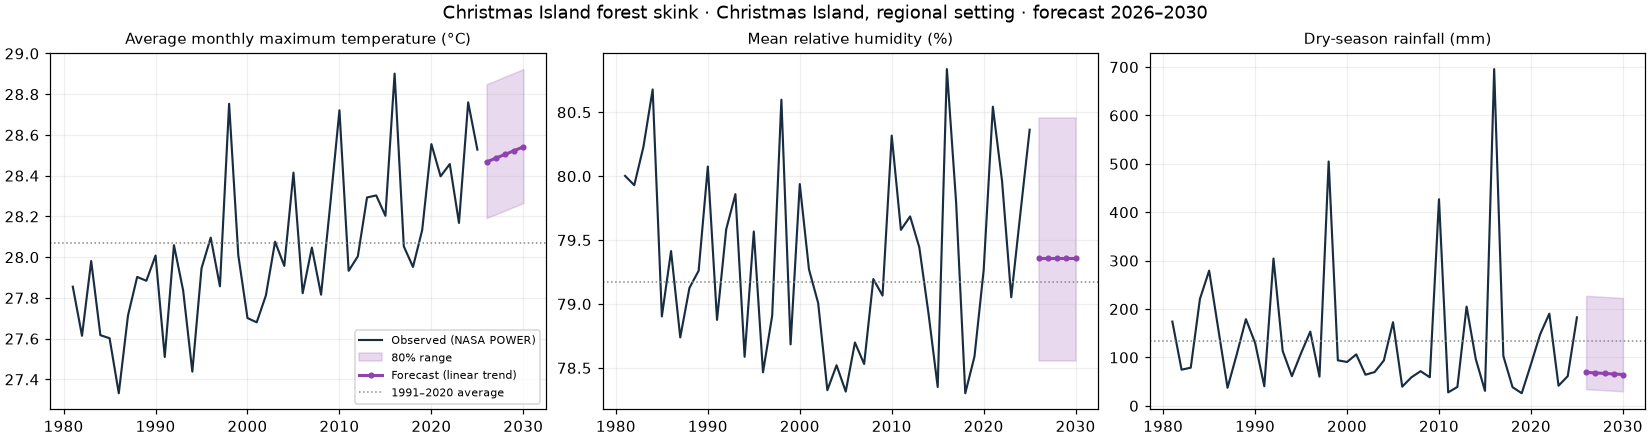 Christmas Island forest skink · Christmas Island, regional setting · forecast 2026–2030
Average monthly maximum temperature (°C)
29.0
28.8
28.6
28.4
28.2
28.0
27.8
27.6
27.4
1980 1990 2000 2010 2020 2030
Observed (NASA POWER)
80% range
Forecast (linear trend)
1991–2020 average
Mean relative humidity (%)
80.5
80.0
79.5
79.0
78.5
1980 1990 2000 2010 2020 2030
Dry-season rainfall (mm)
700
600
500
400
300
200
100
0
1980 1990 2000 2010 2020 2030